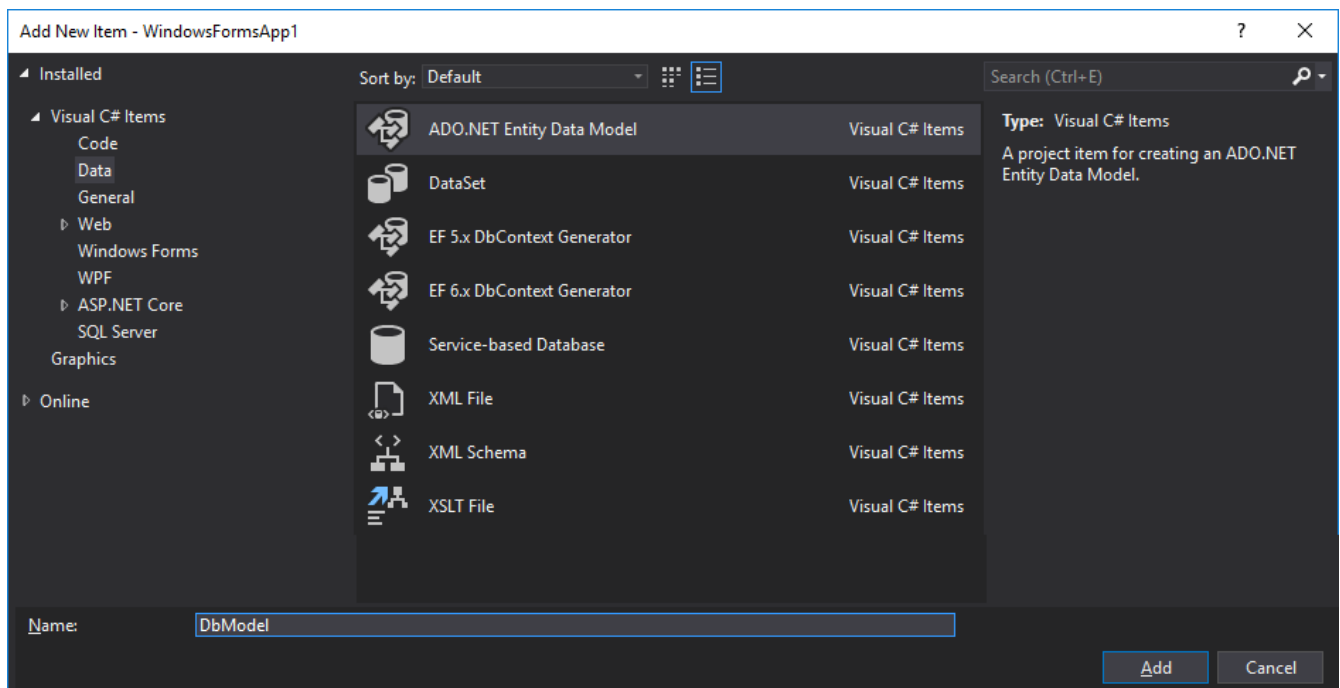 Add New Item - WindowsFormsApp1
?
Installed
Visual C# Items
Code
Data
General
Web
Windows Forms
WPF
ASP.NET Core
SQL Server
Graphics
Online
Sort by: Default
ADO.NET Entity Data Model Visual C# Items
DataSet Visual C# Items
EF 5.x DbContext Generator Visual C# Items
EF 6.x DbContext Generator Visual C# Items
Service-based Database Visual C# Items
XML File Visual C# Items
XML Schema Visual C# Items
XSLT File Visual C# Items
Search (Ctrl+E)
Type: Visual C# Items
A project item for creating an ADO.NET
Entity Data Model.
Name: DbModel
Add Cancel